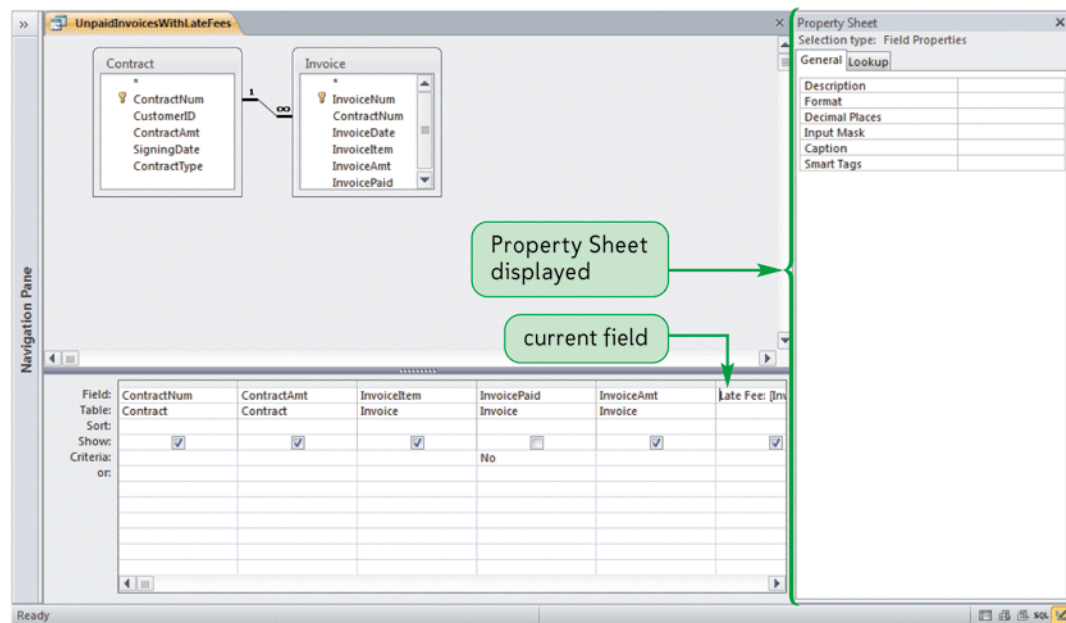 UnpaidInvoicesWithLateFees
Property Sheet
Selection type: Field Properties
General Lookup
Description
Format
Decimal Places
Input Mask
Caption
Smart Tags
Contract
*
ContractNum
CustomerID
ContractAmt
SigningDate
ContractType
1
∞
Invoice
*
InvoiceNum
ContractNum
InvoiceDate
InvoiceItem
InvoiceAmt
InvoicePaid
Property Sheet
displayed
current field
Navigation Pane
Field: ContractNum ContractAmt InvoiceItem InvoicePaid InvoiceAmt Late Fee: [Inv
Table: Contract Contract Invoice Invoice Invoice
Sort:
Show:
Criteria: No
or:
Ready
SQL